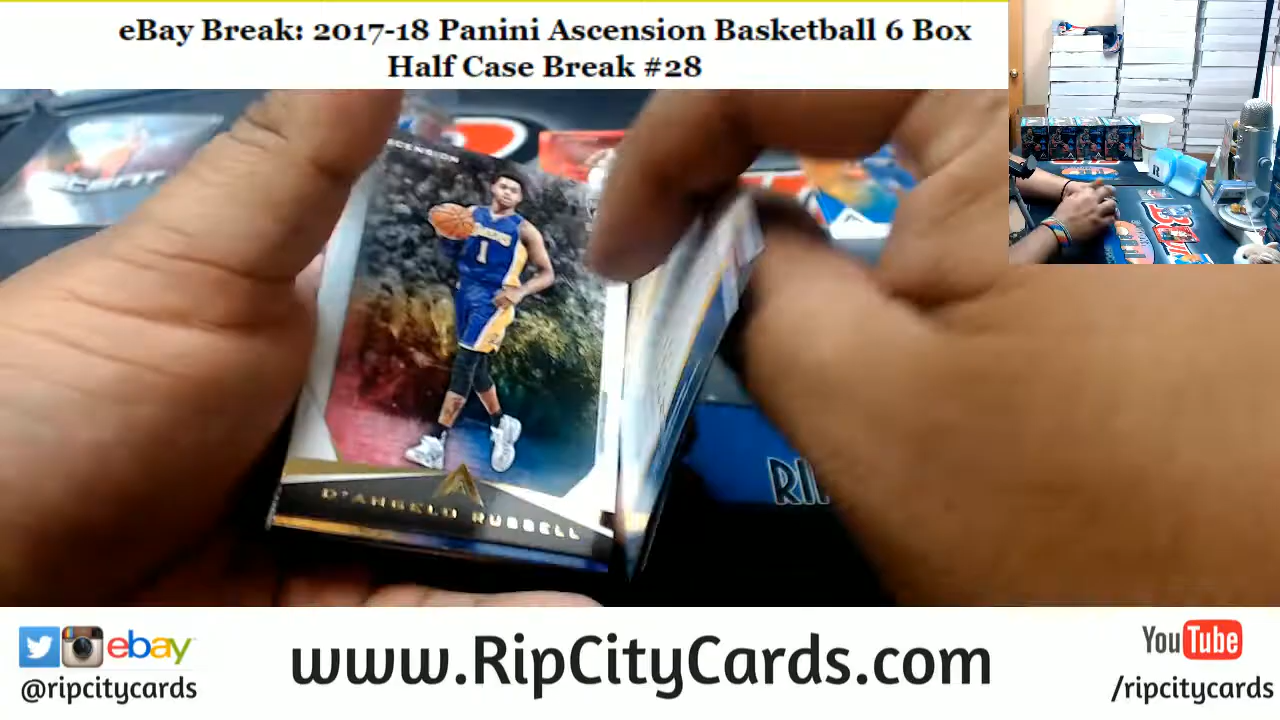 eBay Break: 2017-18 Panini Ascension Basketball 6 Box
Half Case Break #28
ASCENSION
1
D'ANGELO RUSSELL
RIP
ebay
@ripcitycards
www.RipCityCards.com
YouTube
/ripcitycards